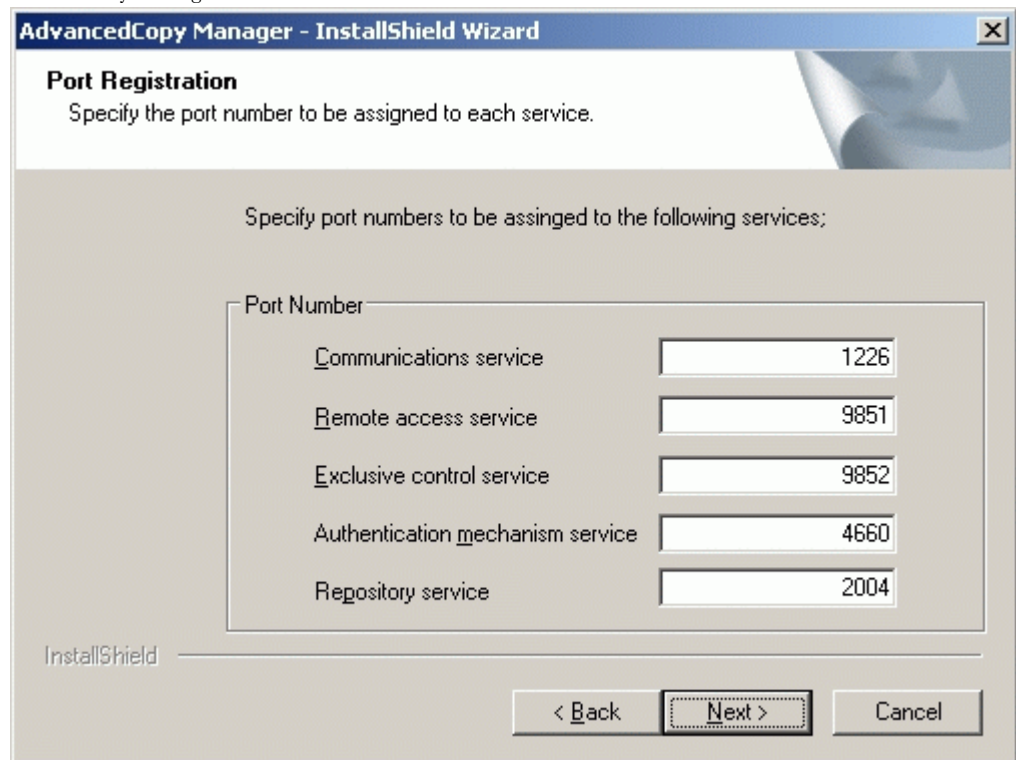 AdvancedCopy Manager - InstallShield Wizard
Port Registration
Specify the port number to be assigned to each service.
Specify port numbers to be assinged to the following services;
Port Number
Communications service 1226
Remote access service 9851
Exclusive control service 9852
Authentication mechanism service 4660
Repository service 2004
InstallShield
< Back Next > Cancel